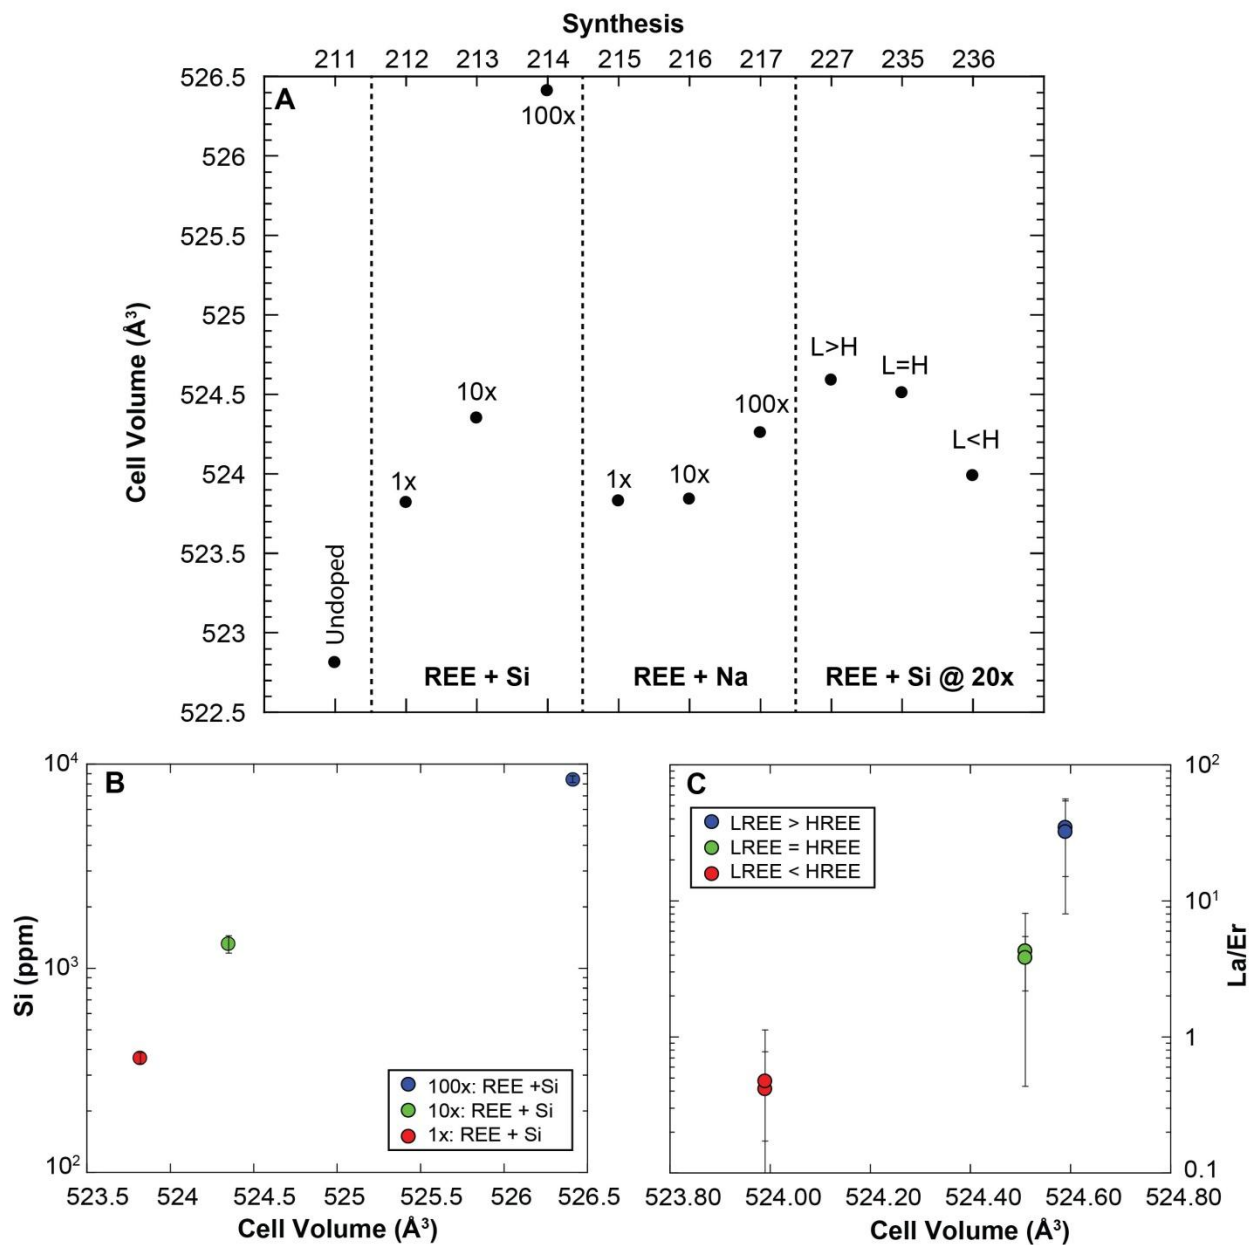 Synthesis
211 212 213 214 215 216 217 227 235 236
A
Cell Volume (Å³)
526.5
526
525.5
525
524.5
524
523.5
523
522.5
100x
10x
1x
Undoped
1x
10x
100x
L>H
L=H
L<H
REE + Si
REE + Na
REE + Si @ 20x
B
Si (ppm)
10⁴
10³
10²
100x: REE +Si
10x: REE + Si
1x: REE + Si
523.5 524 524.5 525 525.5 526 526.5
Cell Volume (Å³)
C
LREE > HREE
LREE = HREE
LREE < HREE
10²
10¹
1
0.1
La/Er
523.80 524.00 524.20 524.40 524.60 524.80
Cell Volume (Å³)